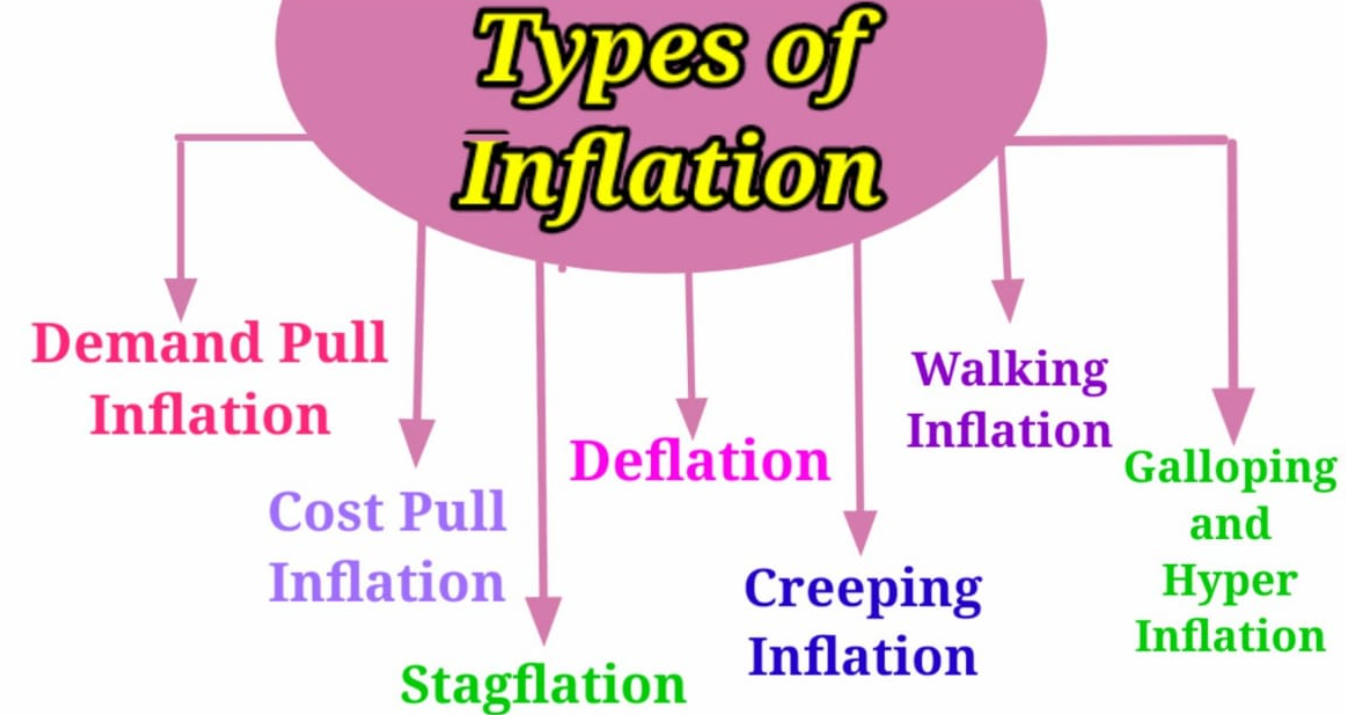 Types of
Inflation
Demand Pull
Inflation
Cost Pull
Inflation
Stagflation
Deflation
Creeping
Inflation
Walking
Inflation
Galloping
and
Hyper
Inflation